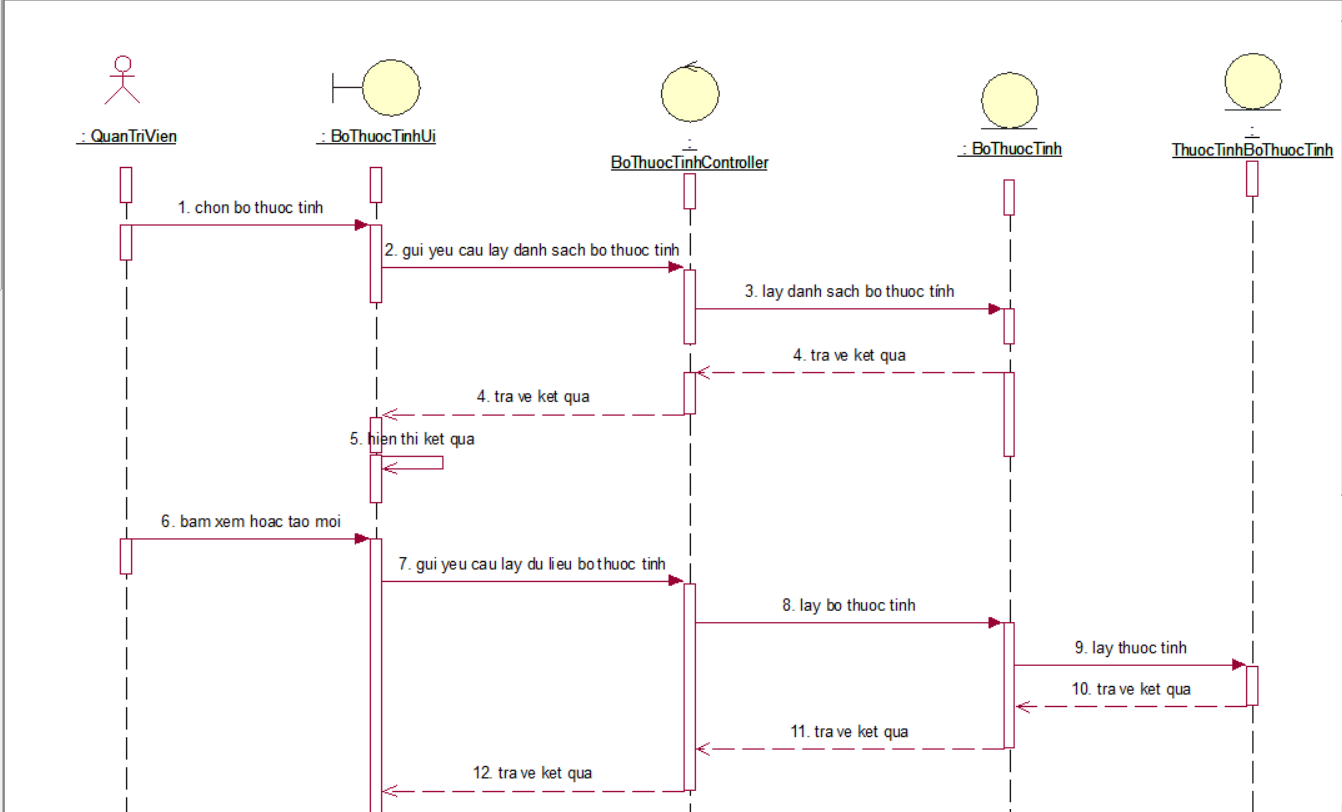 : QuanTriVien
: BoThuocTinhUi
:
BoThuocTinhController
: BoThuocTinh
:
ThuocTinhBoThuocTinh
1. chon bo thuoc tinh
2. gui yeu cau lay danh sach bo thuoc tinh
3. lay danh sach bo thuoc tính
4. tra ve ket qua
4. tra ve ket qua
5. hien thi ket qua
6. bam xem hoac tao moi
7. gui yeu cau lay du lieu bo thuoc tinh
8. lay bo thuoc tinh
9. lay thuoc tinh
10. tra ve ket qua
11. tra ve ket qua
12. tra ve ket qua